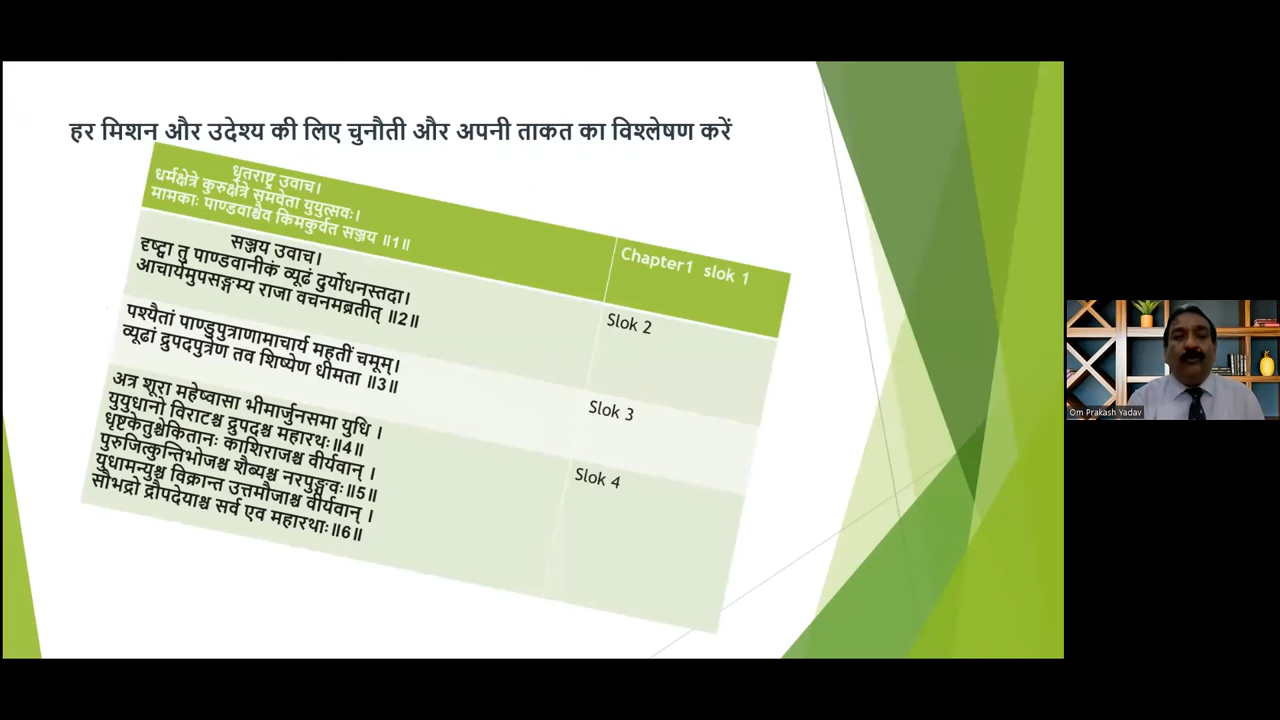 हर मिशन और उदेश्य की लिए चुनौती और अपनी ताकत का विश्लेषण करें
धृतराष्ट्र उवाच।
धर्मक्षेत्रे कुरुक्षेत्रे समवेता युयुत्सवः।
मामकाः पाण्डवाश्चैव किमकुर्वत सञ्जय ॥1॥
Chapter1 slok 1
सञ्जय उवाच।
दृष्ट्वा तु पाण्डवानीकं व्यूढं दुर्योधनस्तदा।
आचार्यमुपसङ्गम्य राजा वचनमब्रतीत् ॥2॥
Slok 2
पश्यैतां पाण्डुपुत्राणामाचार्य महतीं चमूम्।
व्यूढां द्रुपदपुत्रेण तव शिष्येण धीमता ॥3॥
Slok 3
अत्र शूरा महेष्वासा भीमार्जुनसमा युधि ।
युयुधानो विराटश्च द्रुपदश्च महारथः॥4॥
धृष्टकेतुश्चेकितानः काशिराजश्च वीर्यवान् ।
पुरुजित्कुन्तिभोजश्च शैब्यश्च नरपुङ्गवः॥5॥
युधामन्युश्च विक्रान्त उत्तमौजाश्च वीर्यवान् ।
सौभद्रो द्रौपदेयाश्च सर्व एव महारथाः॥6॥
Slok 4
Om Prakash Yadav